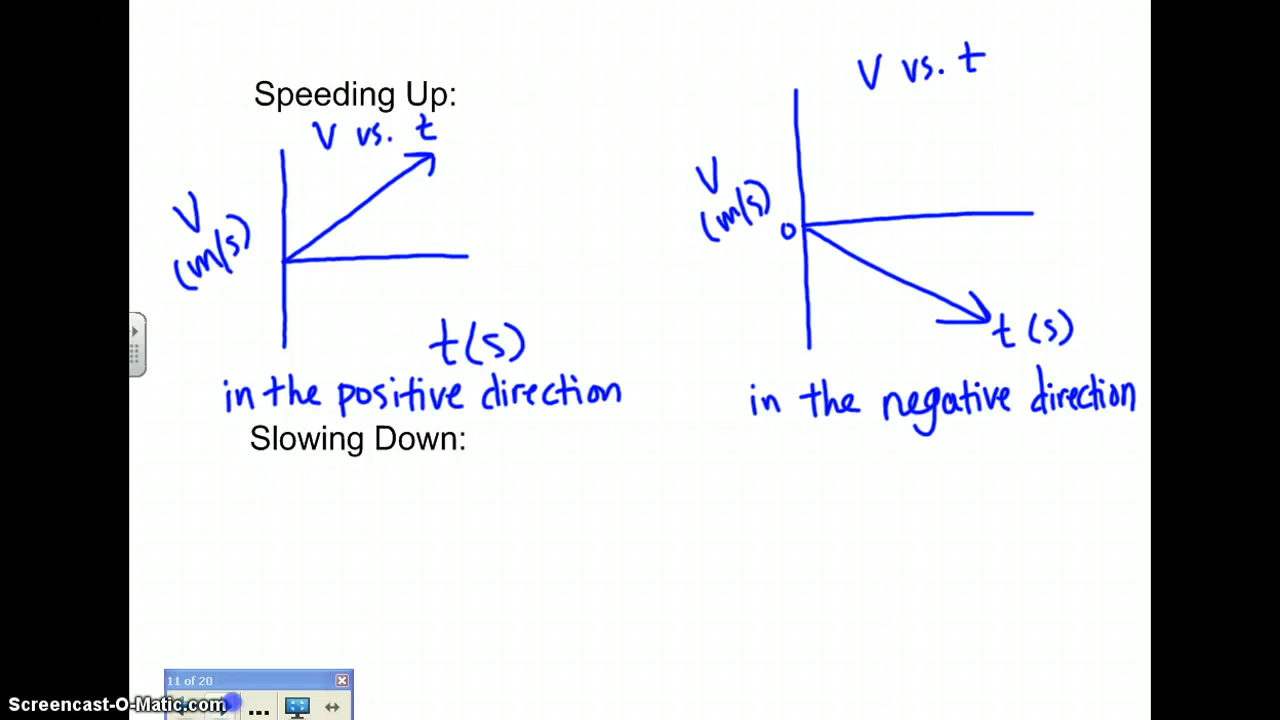 Speeding Up:
V vs. t
V
(m/s)
t(s)
in the positive direction
V vs. t
V
(m/s)
0
t (s)
in the negative direction
Slowing Down:
11 of 20
...
Screencast-O-Matic.com